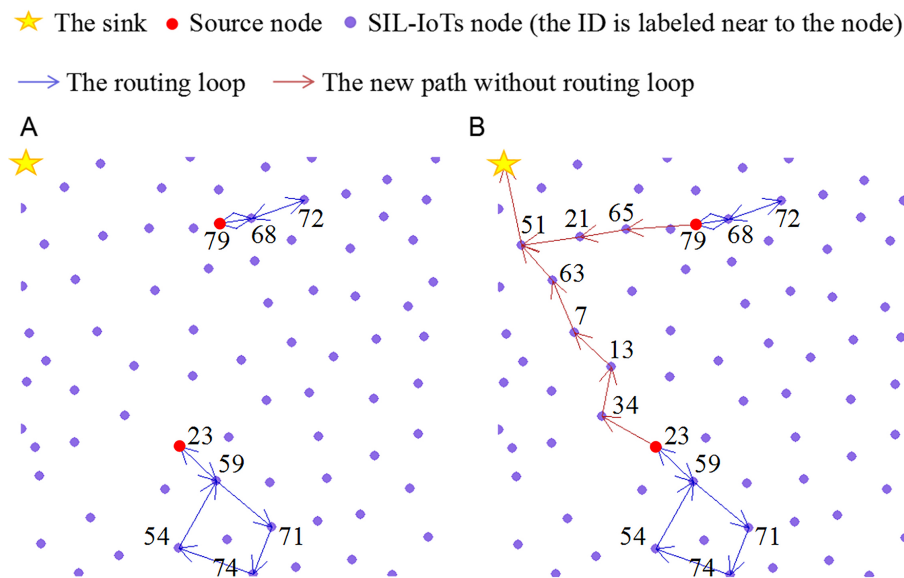 The sink Source node SIL-IoTs node (the ID is labeled near to the node)
The routing loop The new path without routing loop
A B
79 68 72
51 21 65 79 68 72
63
7
13
34
23 23
59 59
54 71 54 71
74 74